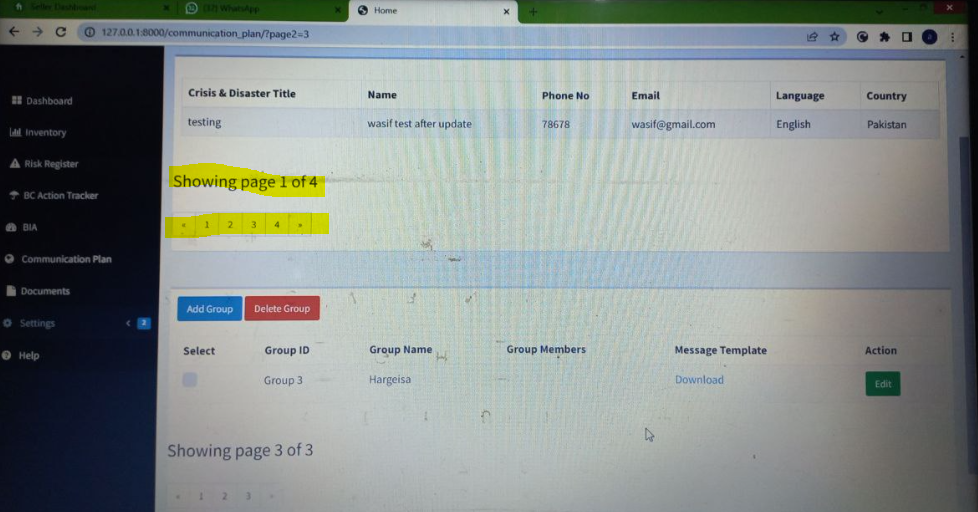 Seller Dashboard
(32) WhatsApp
Home
127.0.0.1:8000/communication_plan/?page2=3
Dashboard
Inventory
Risk Register
BC Action Tracker
BIA
Communication Plan
Documents
Settings < 2
Help
Crisis & Disaster Title Name Phone No Email Language Country
testing wasif test after update 78678 wasif@gmail.com English Pakistan
Showing page 1 of 4
« 1 2 3 4 »
Add Group Delete Group
Select Group ID Group Name Group Members Message Template Action
Group 3 Hargeisa Download Edit
Showing page 3 of 3
« 1 2 3 »